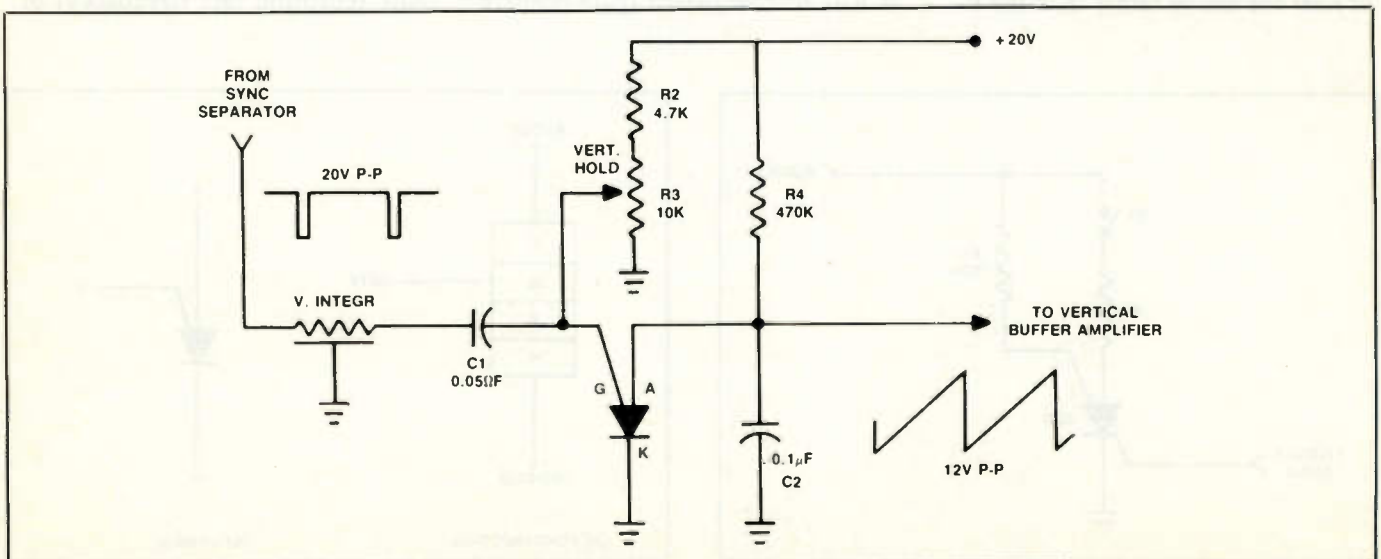 +20V
FROM
SYNC
SEPARATOR
20V P-P
R2
4.7K
VERT.
HOLD
R3
10K
R4
470K
V. INTEGR
C1
0.05ΩF
G
A
K
0.1μF
C2
TO VERTICAL
BUFFER AMPLIFIER
12V P-P